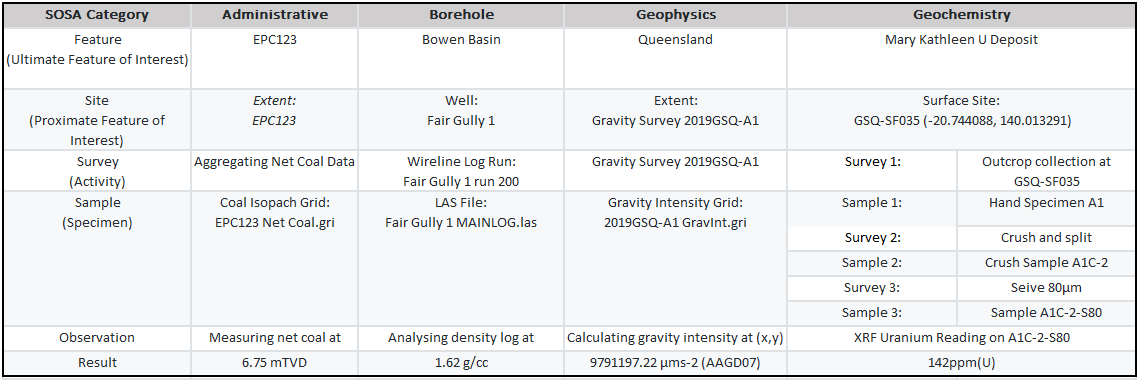 SOSA Category Administrative Borehole Geophysics Geochemistry
Feature
(Ultimate Feature of Interest)
EPC123
Bowen Basin
Queensland
Mary Kathleen U Deposit
Site
(Proximate Feature of
Interest)
Extent:
EPC123
Well:
Fair Gully 1
Extent:
Gravity Survey 2019GSQ-A1
Surface Site:
GSQ-SF035 (-20.744088, 140.013291)
Survey
(Activity)
Aggregating Net Coal Data
Wireline Log Run:
Fair Gully 1 run 200
Gravity Survey 2019GSQ-A1
Survey 1:
Outcrop collection at
GSQ-SF035
Sample
(Specimen)
Coal Isopach Grid:
EPC123 Net Coal.gri
LAS File:
Fair Gully 1 MAINLOG.las
Gravity Intensity Grid:
2019GSQ-A1 GravInt.gri
Sample 1: Hand Specimen A1
Survey 2: Crush and split
Sample 2: Crush Sample A1C-2
Survey 3: Seive 80µm
Sample 3: Sample A1C-2-S80
Observation Measuring net coal at Analysing density log at Calculating gravity intensity at (x,y) XRF Uranium Reading on A1C-2-S80
Result 6.75 mTVD 1.62 g/cc 9791197.22 µms-2 (AAGD07) 142ppm(U)